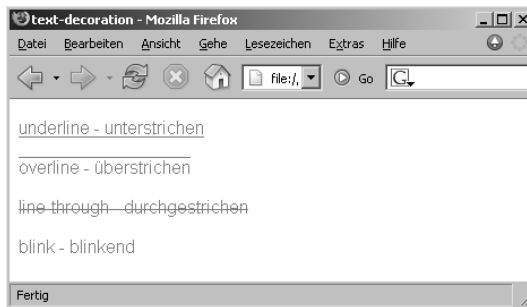 text-decoration - Mozilla Firefox
Datei Bearbeiten Ansicht Gehe Lesezeichen Extras Hilfe
file:/, Go G
underline - unterstrichen
overline - überstrichen
line through - durchgestrichen
blink - blinkend
Fertig